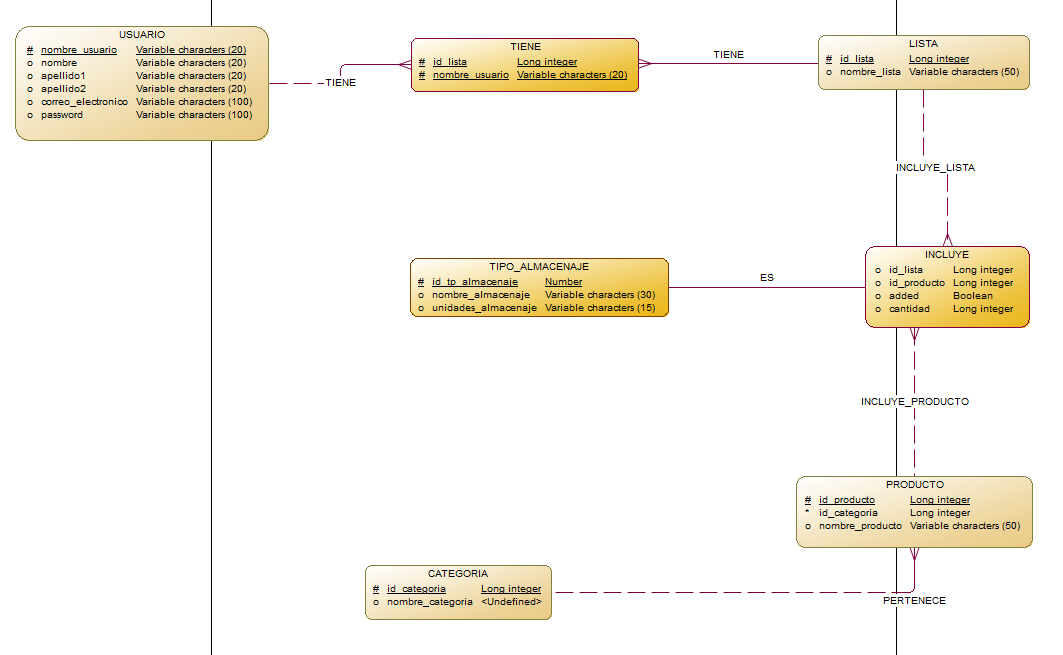 USUARIO
# nombre_usuario Variable characters (20)
o nombre Variable characters (20)
o apellido1 Variable characters (20)
o apellido2 Variable characters (20)
o correo_electronico Variable characters (100)
o password Variable characters (100)
TIENE
TIENE
# id_lista Long integer
# nombre_usuario Variable characters (20)
TIENE
LISTA
# id_lista Long integer
o nombre_lista Variable characters (50)
INCLUYE_LISTA
TIPO_ALMACENAJE
# id_tp_almacenaje Number
o nombre_almacenaje Variable characters (30)
o unidades_almacenaje Variable characters (15)
ES
INCLUYE
o id_lista Long integer
o id_producto Long integer
o added Boolean
o cantidad Long integer
INCLUYE_PRODUCTO
PRODUCTO
# id_producto Long integer
* id_categoria Long integer
o nombre_producto Variable characters (50)
CATEGORIA
# id_categoria Long integer
o nombre_categoria <Undefined>
PERTENECE